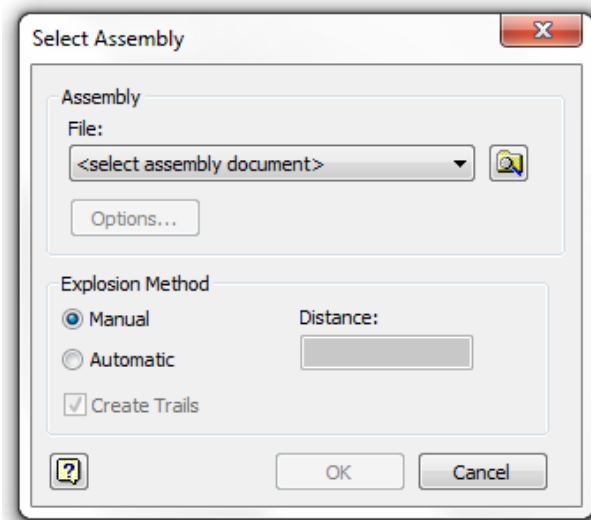 Select Assembly
Assembly
File:
<select assembly document>
Options...
Explosion Method
Manual
Distance:
Automatic
Create Trails
OK
Cancel